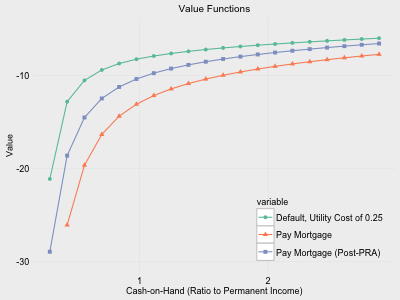 Value Functions
-10
-20
-30
Value
1
2
Cash-on-Hand (Ratio to Permanent Income)
variable
Default, Utility Cost of 0.25
Pay Mortgage
Pay Mortgage (Post-PRA)